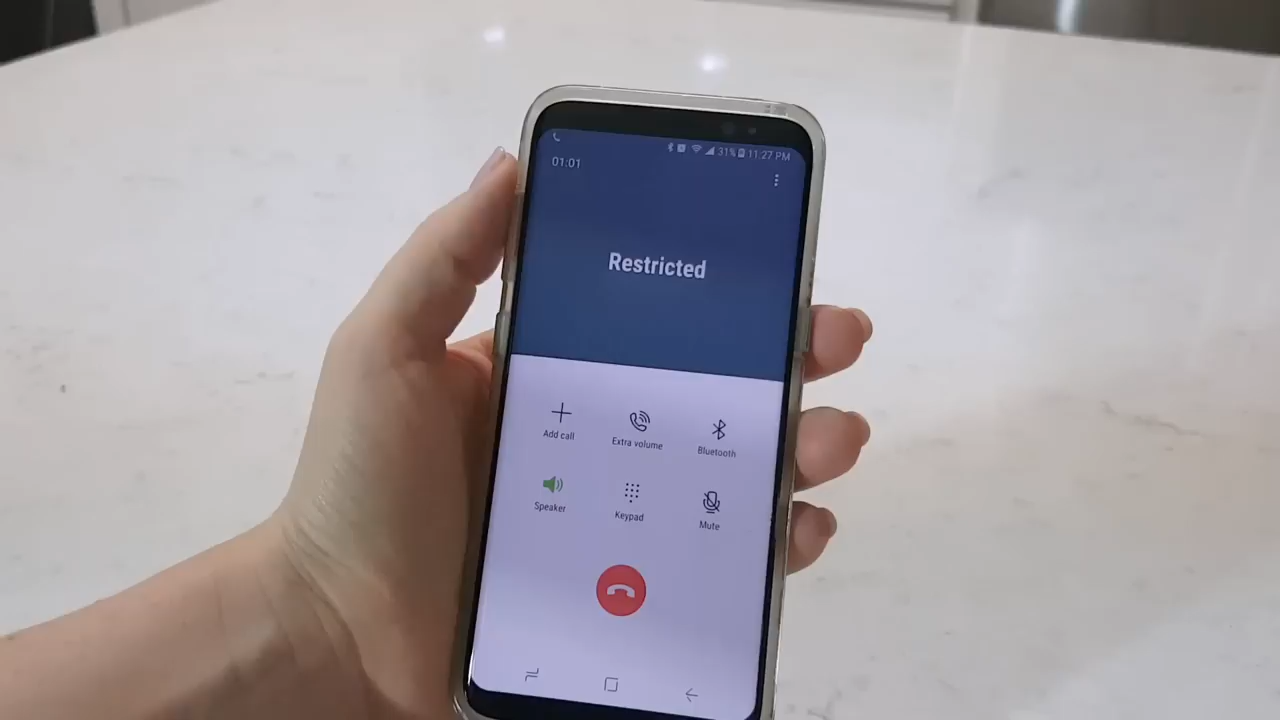 31% 11:27 PM
01:01
Restricted
Add call Extra volume Bluetooth
Speaker Keypad Mute